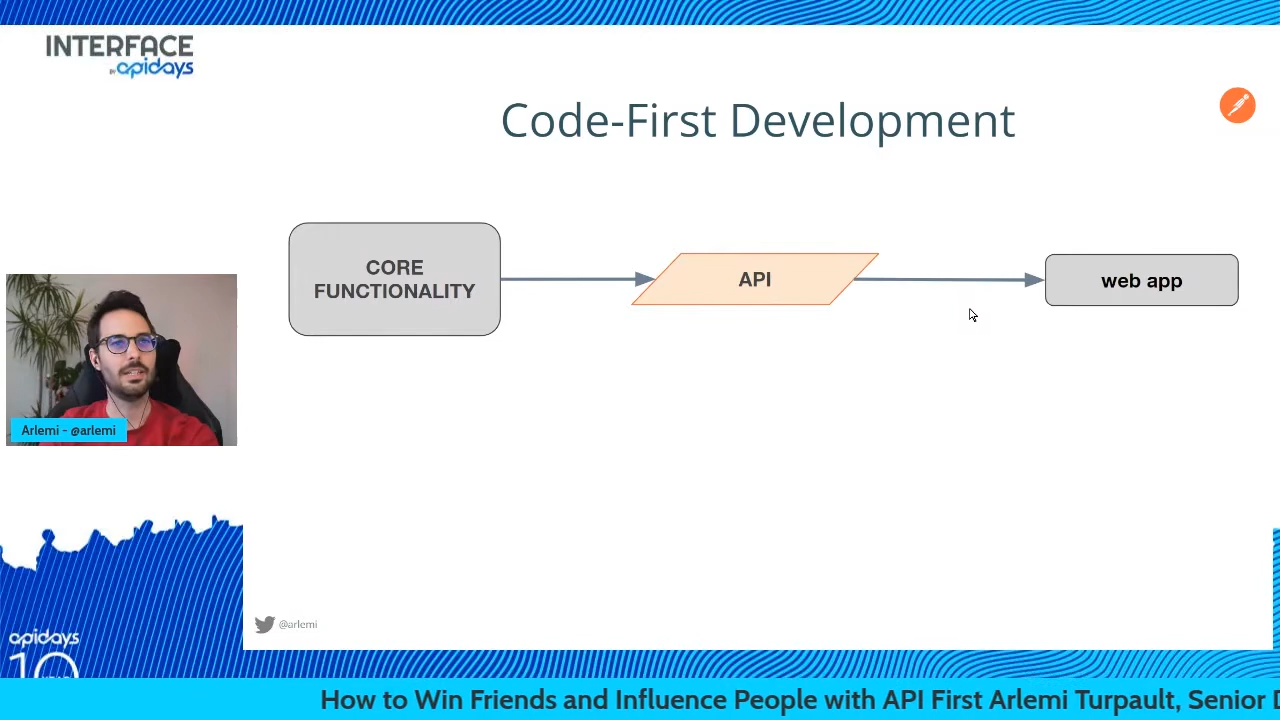 INTERFACE
BY apidays
Code-First Development
CORE
FUNCTIONALITY
API
web app
Arlemi - @arlemi
@arlemi
apidays
10
How to Win Friends and Influence People with API First Arlemi Turpault, Senior D